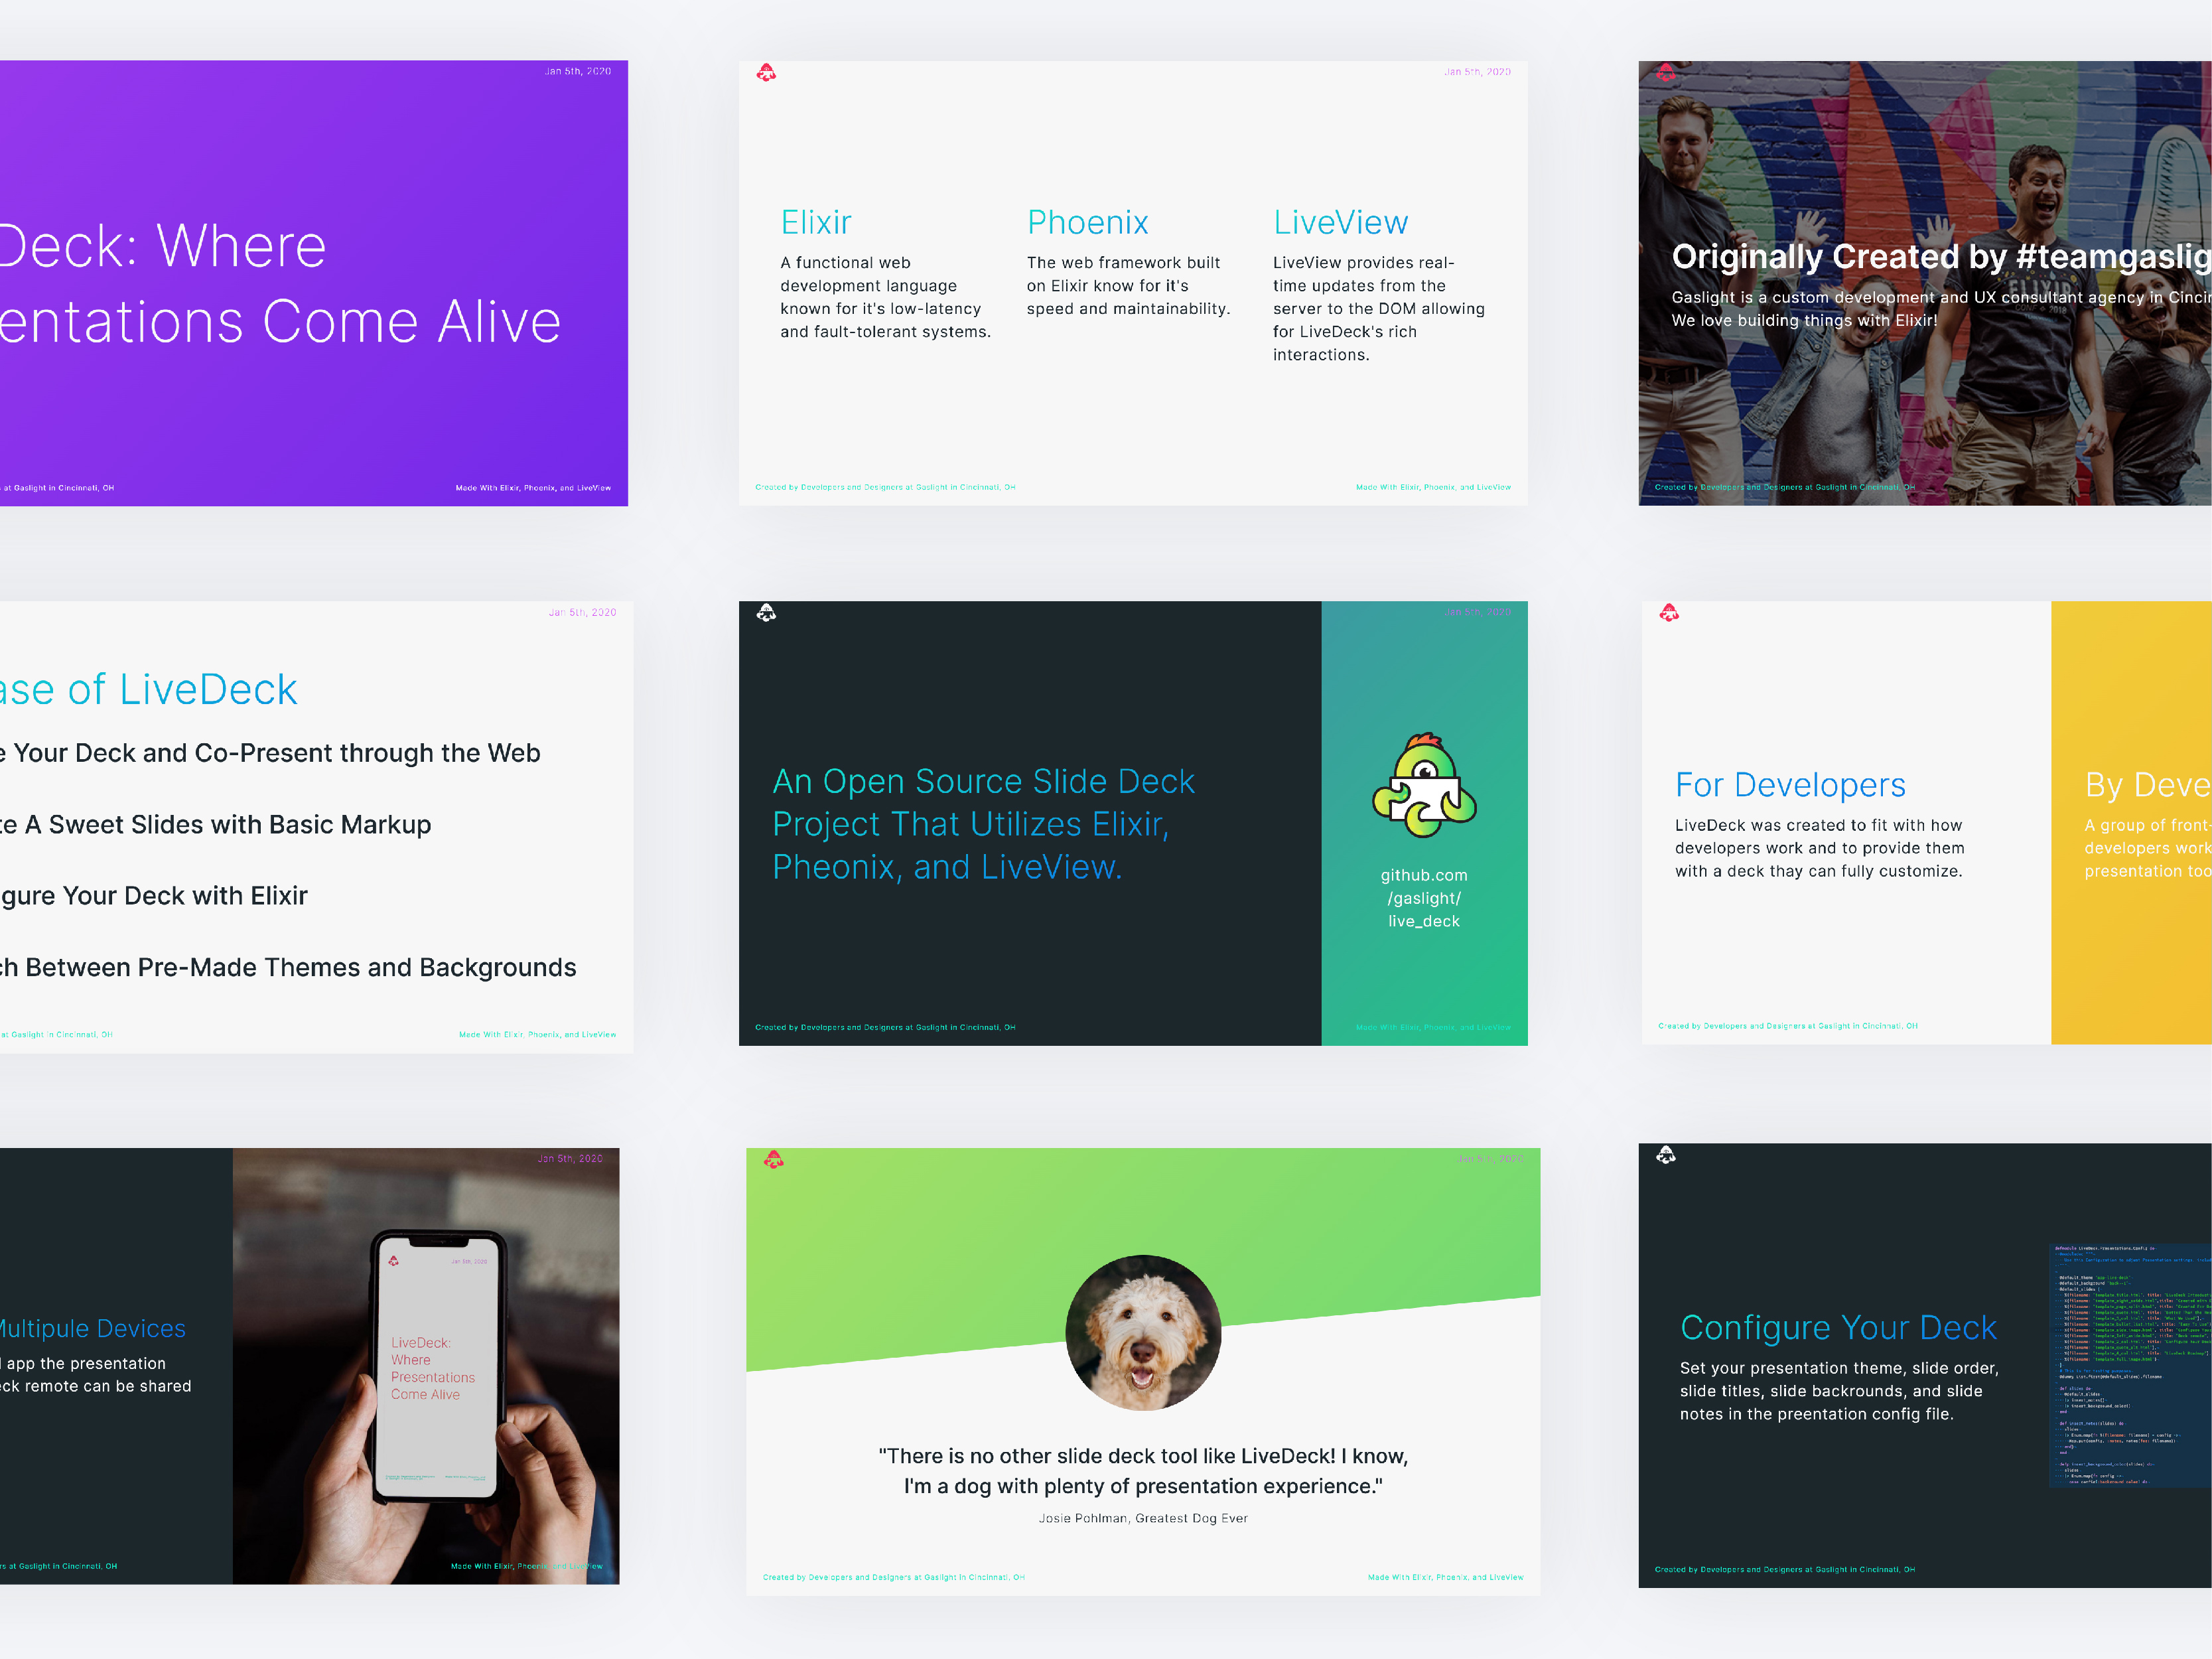 Jan 5th, 2020
Deck: Where
entations Come Alive
at Gaslight in Cincinnati, OH
Made With Elixir, Phoenix, and LiveView
Jan 5th, 2020
Elixir
A functional web
development language
known for it's low-latency
and fault-tolerant systems.
Phoenix
The web framework built
on Elixir know for it's
speed and maintainability.
LiveView
LiveView provides real-
time updates from the
server to the DOM allowing
for LiveDeck's rich
interactions.
Created by Developers and Designers at Gaslight in Cincinnati, OH
Made With Elixir, Phoenix, and LiveView
Originally Created by #teamgaslig
Gaslight is a custom development and UX consultant agency in Cinci
We love building things with Elixir!
Created by Developers and Designers at Gaslight in Cincinnati, OH
Jan 5th, 2020
ase of LiveDeck
e Your Deck and Co-Present through the Web
te A Sweet Slides with Basic Markup
gure Your Deck with Elixir
ch Between Pre-Made Themes and Backgrounds
at Gaslight in Cincinnati, OH
Made With Elixir, Phoenix, and LiveView
Jan 5th, 2020
An Open Source Slide Deck
Project That Utilizes Elixir,
Pheonix, and LiveView.
github.com
/gaslight/
live_deck
Created by Developers and Designers at Gaslight in Cincinnati, OH
Made With Elixir, Phoenix, and LiveView
For Developers
LiveDeck was created to fit with how
developers work and to provide them
with a deck thay can fully customize.
By Deve
A group of front-
developers work
presentation too
Created by Developers and Designers at Gaslight in Cincinnati, OH
Jan 5th, 2020
Multipule Devices
app the presentation
eck remote can be shared
Jan 5th, 2020
LiveDeck:
Where
Presentations
Come Alive
rs at Gaslight in Cincinnati, OH
Made With Elixir, Phoenix, and LiveView
Jan 5th, 2020
"There is no other slide deck tool like LiveDeck! I know,
I'm a dog with plenty of presentation experience."
Josie Pohlman, Greatest Dog Ever
Created by Developers and Designers at Gaslight in Cincinnati, OH
Made With Elixir, Phoenix, and LiveView
Configure Your Deck
Set your presentation theme, slide order,
slide titles, slide backrounds, and slide
notes in the preentation config file.
Created by Developers and Designers at Gaslight in Cincinnati, OH